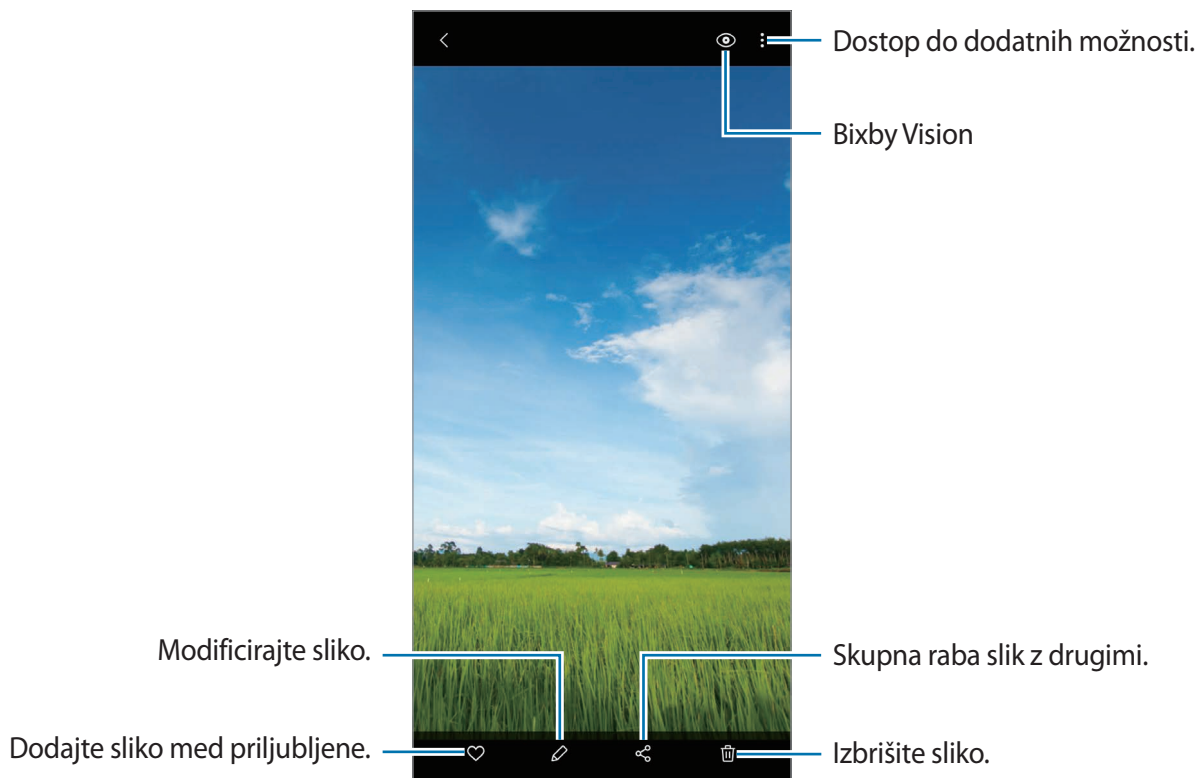 Dostop do dodatnih možnosti.
Bixby Vision
Modificirajte sliko.
Skupna raba slik z drugimi.
Dodajte sliko med priljubljene.
Izbrišite sliko.